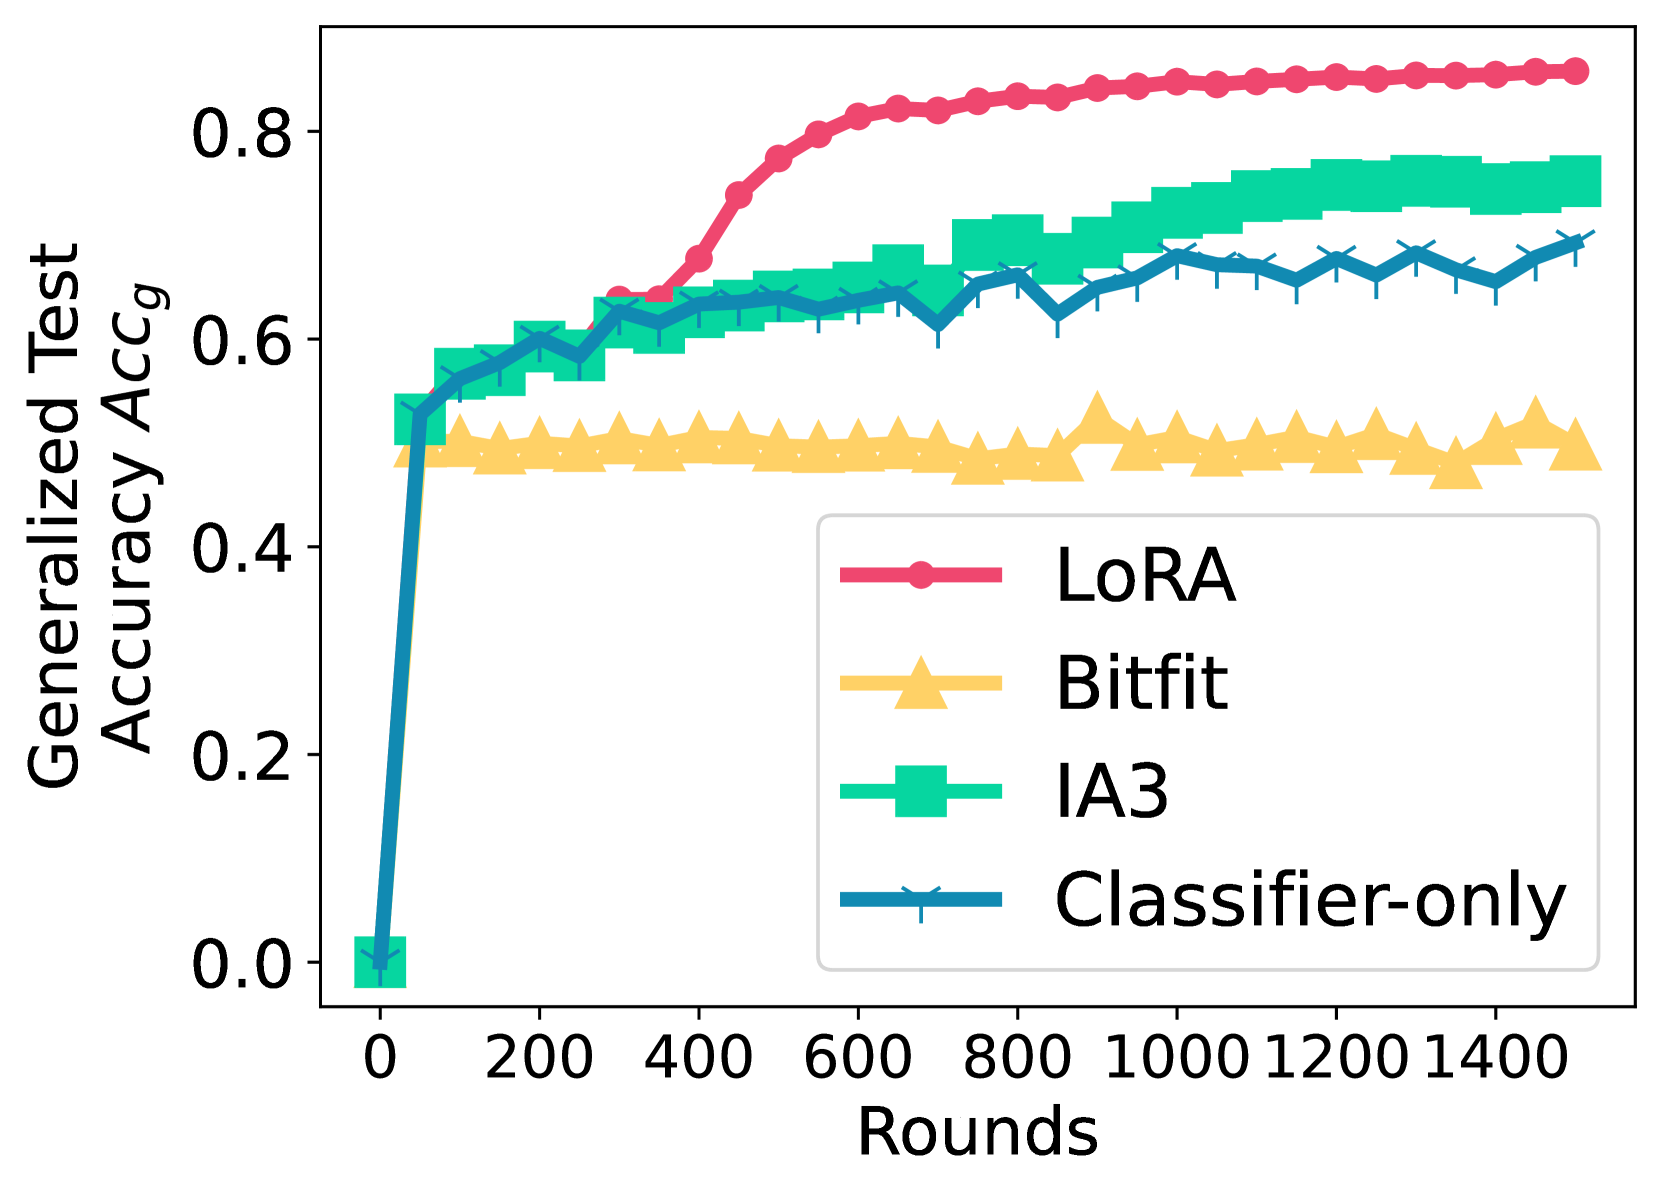 Generalized Test
Accuracy Acc_g
0.8
0.6
0.4
0.2
0.0
LoRA
Bitfit
IA3
Classifier-only
0 200 400 600 800 1000 1200 1400
Rounds